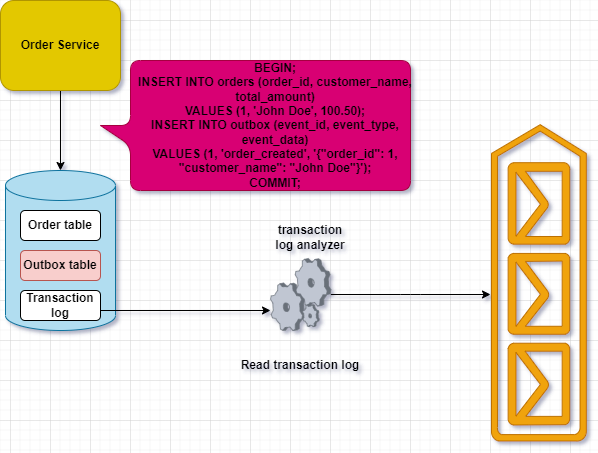 Order Service
BEGIN;
INSERT INTO orders (order_id, customer_name,
total_amount)
VALUES (1, 'John Doe', 100.50);
INSERT INTO outbox (event_id, event_type,
event_data)
VALUES (1, 'order_created', '{"order_id": 1,
"customer_name": "John Doe"}');
COMMIT;
Order table
Outbox table
Transaction
log
transaction
log analyzer
Read transaction log